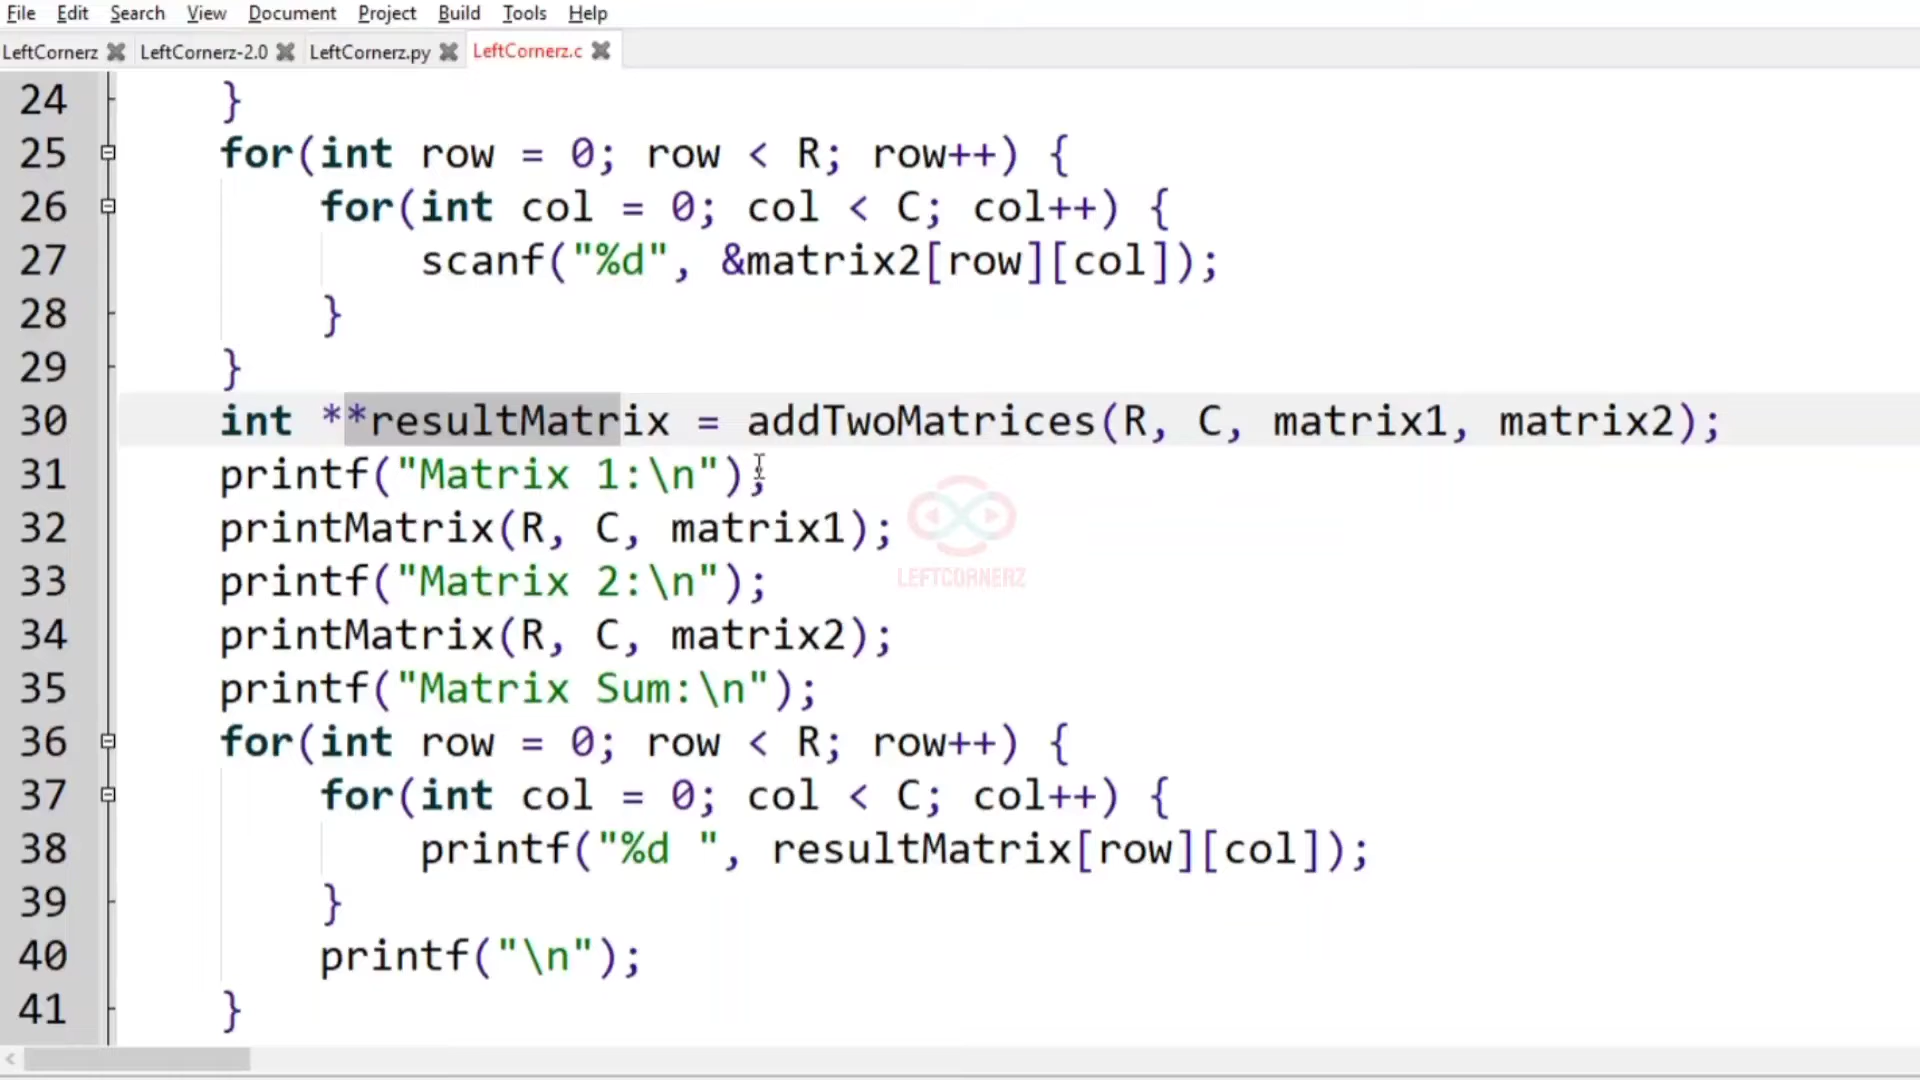 File Edit Search View Document Project Build Tools Help
LeftCornerz LeftCornerz-2.0 LeftCornerz.py LeftCornerz.c
24 }
25 for(int row = 0; row < R; row++) {
26 for(int col = 0; col < C; col++) {
27 scanf("%d", &matrix2[row][col]);
28 }
29 }
30 int **resultMatrix = addTwoMatrices(R, C, matrix1, matrix2);
31 printf("Matrix 1:\n");
32 printMatrix(R, C, matrix1);
33 printf("Matrix 2:\n");
34 printMatrix(R, C, matrix2);
35 printf("Matrix Sum:\n");
36 for(int row = 0; row < R; row++) {
37 for(int col = 0; col < C; col++) {
38 printf("%d ", resultMatrix[row][col]);
39 }
40 printf("\n");
41 }
LEFTCORNERZ